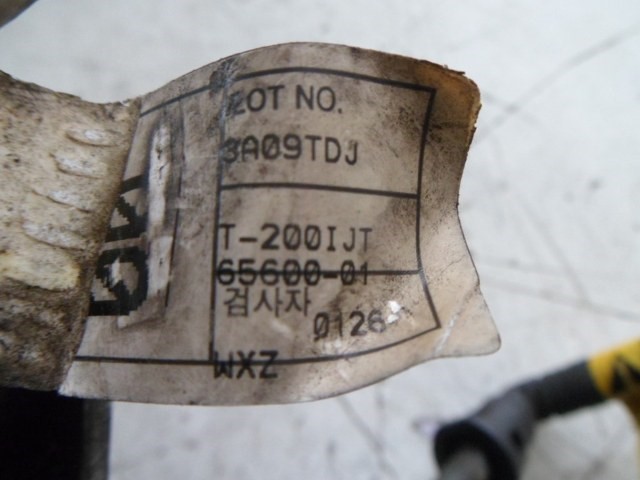 LOT NO.
3A09TDJ
T-200IJT
65600-01
검사자
0126
WXZ